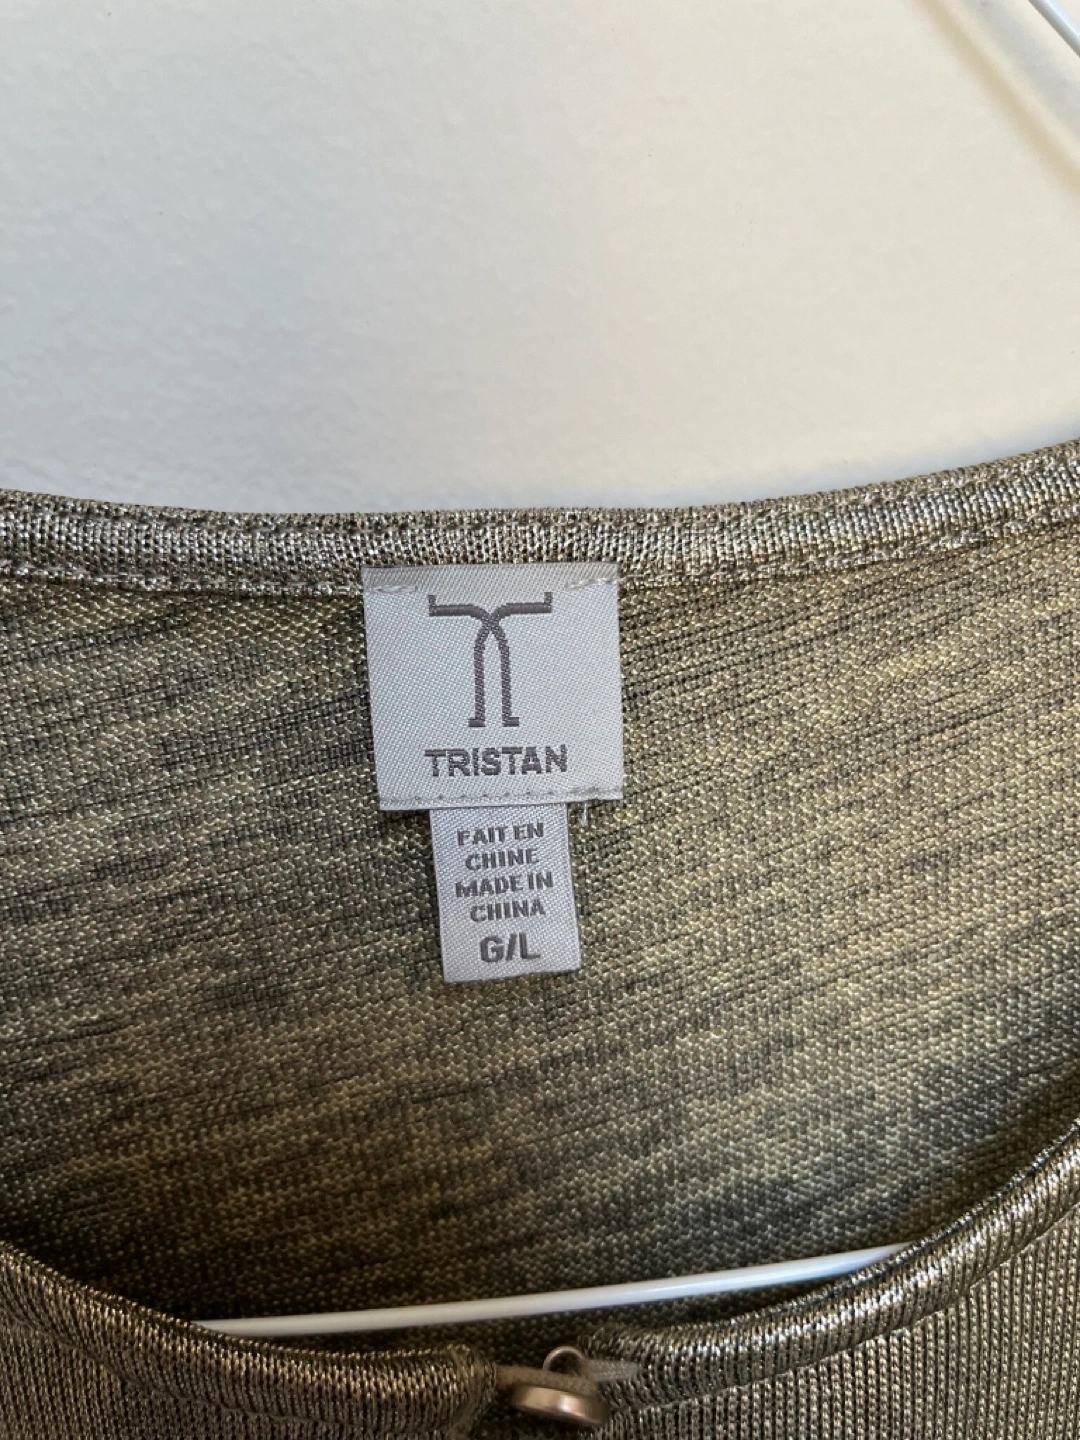 TRISTAN
FAIT EN
CHINE
MADE IN
CHINA
G/L